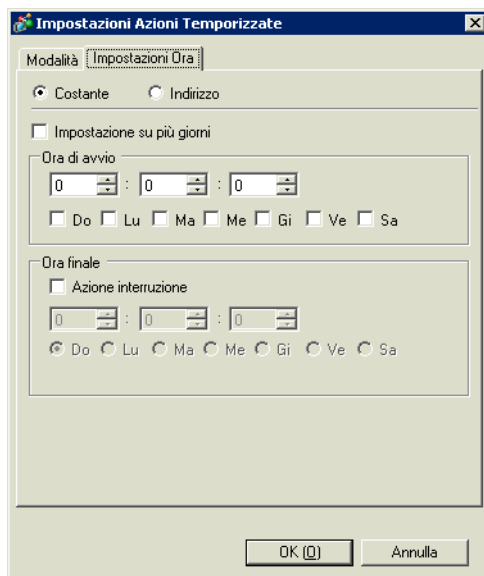 Impostazioni Azioni Temporizzate
Modalità Impostazioni Ora
Costante Indirizzo
Impostazione su più giorni
Ora di avvio
0 : 0 : 0
Do Lu Ma Me Gi Ve Sa
Ora finale
Azione interruzione
0 : 0 : 0
Do Lu Ma Me Gi Ve Sa
OK (O) Annulla